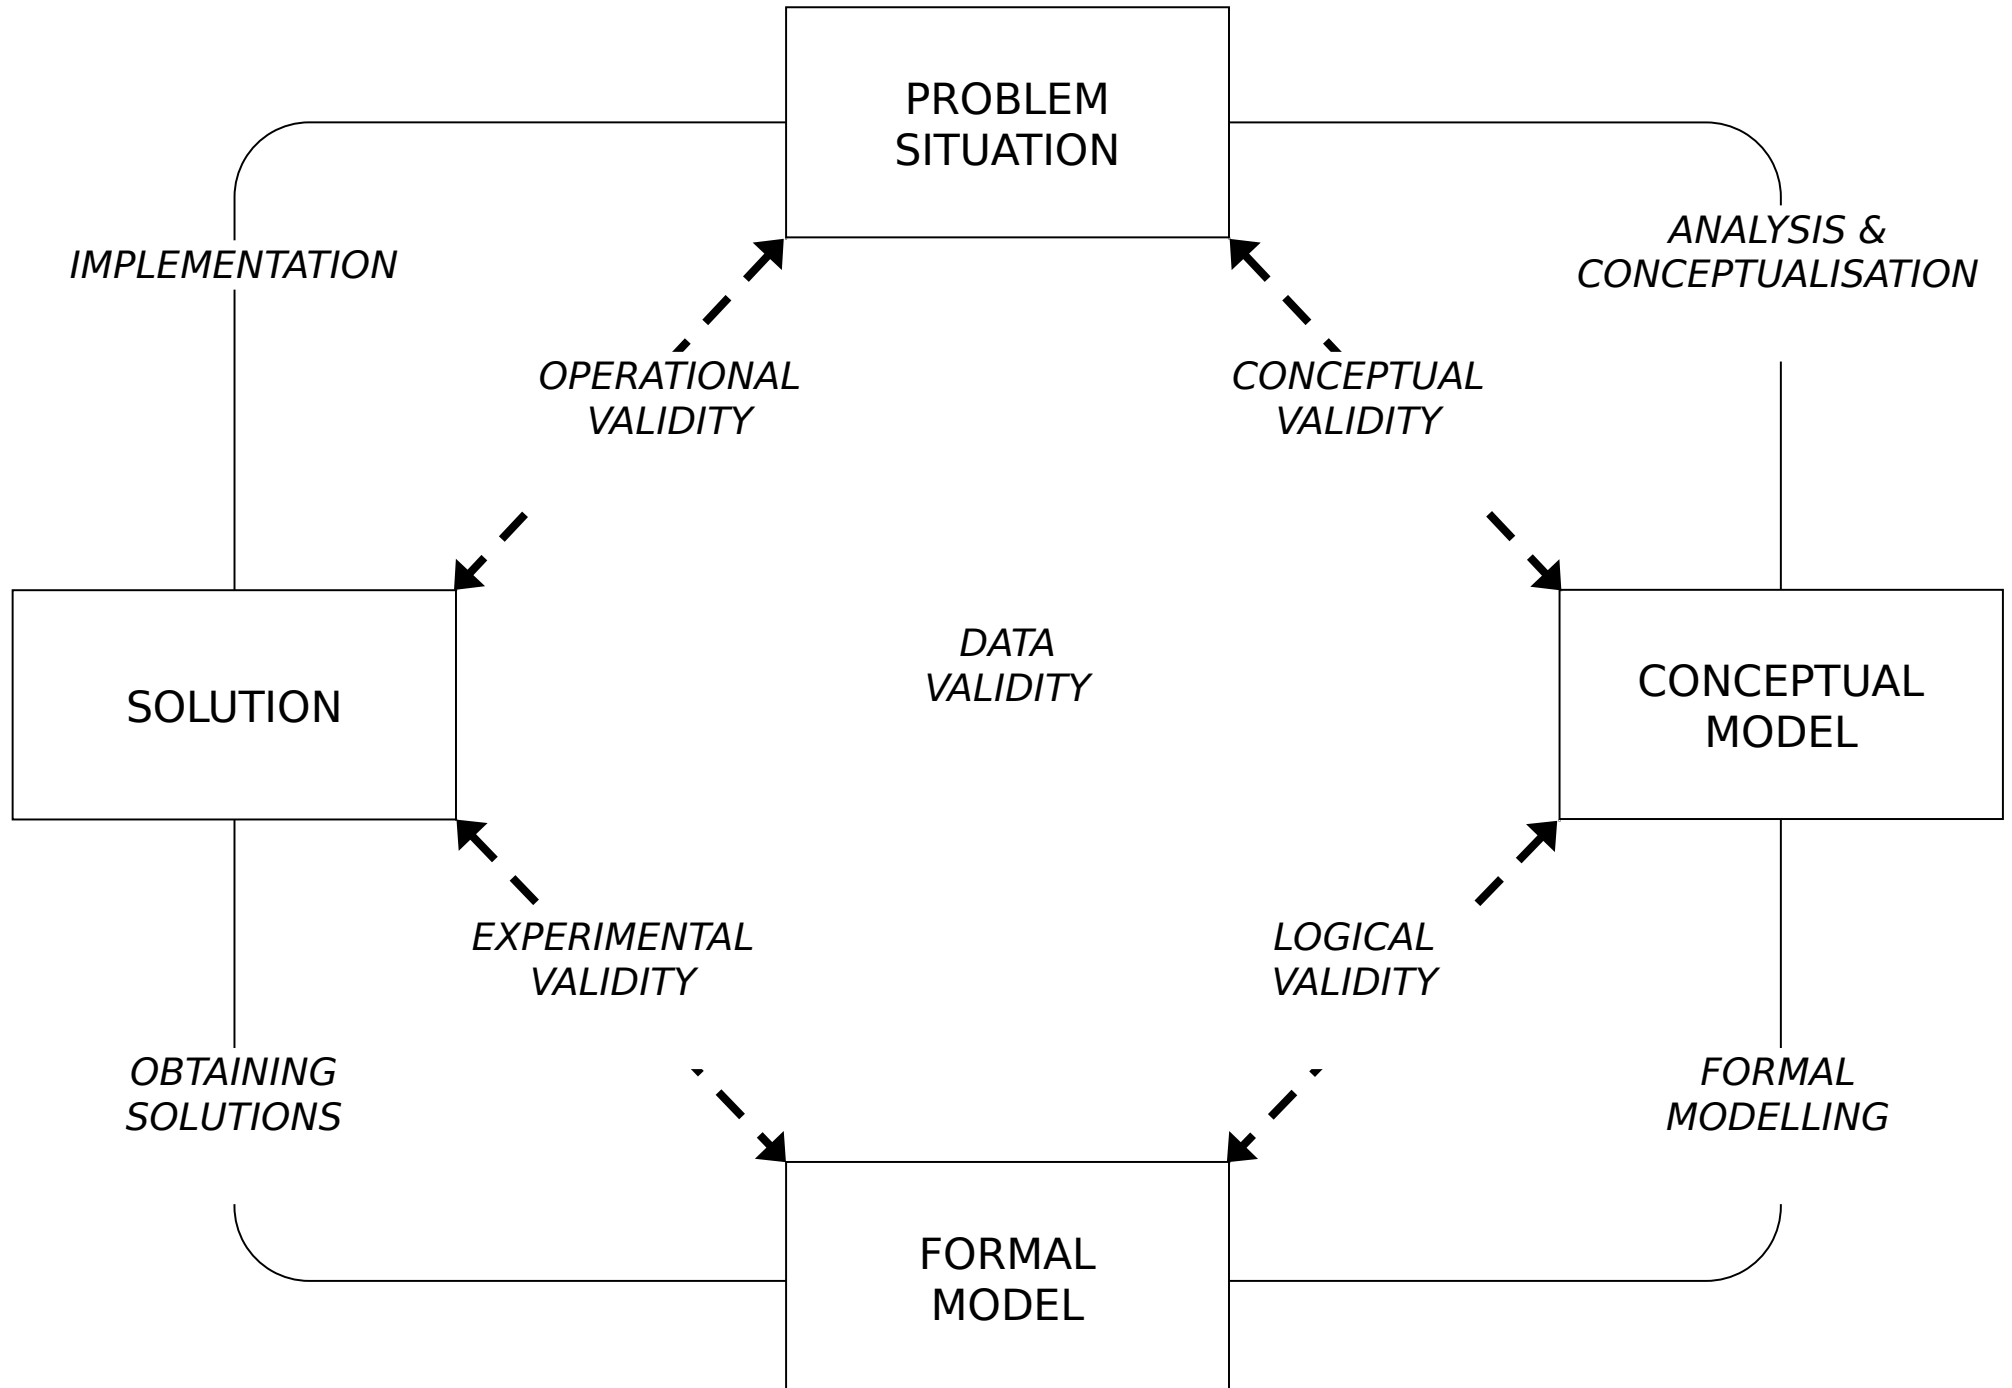 PROBLEM
SITUATION
IMPLEMENTATION
ANALYSIS &
CONCEPTUALISATION
OPERATIONAL
VALIDITY
CONCEPTUAL
VALIDITY
DATA
VALIDITY
SOLUTION
CONCEPTUAL
MODEL
EXPERIMENTAL
VALIDITY
LOGICAL
VALIDITY
OBTAINING
SOLUTIONS
FORMAL
MODELLING
FORMAL
MODEL